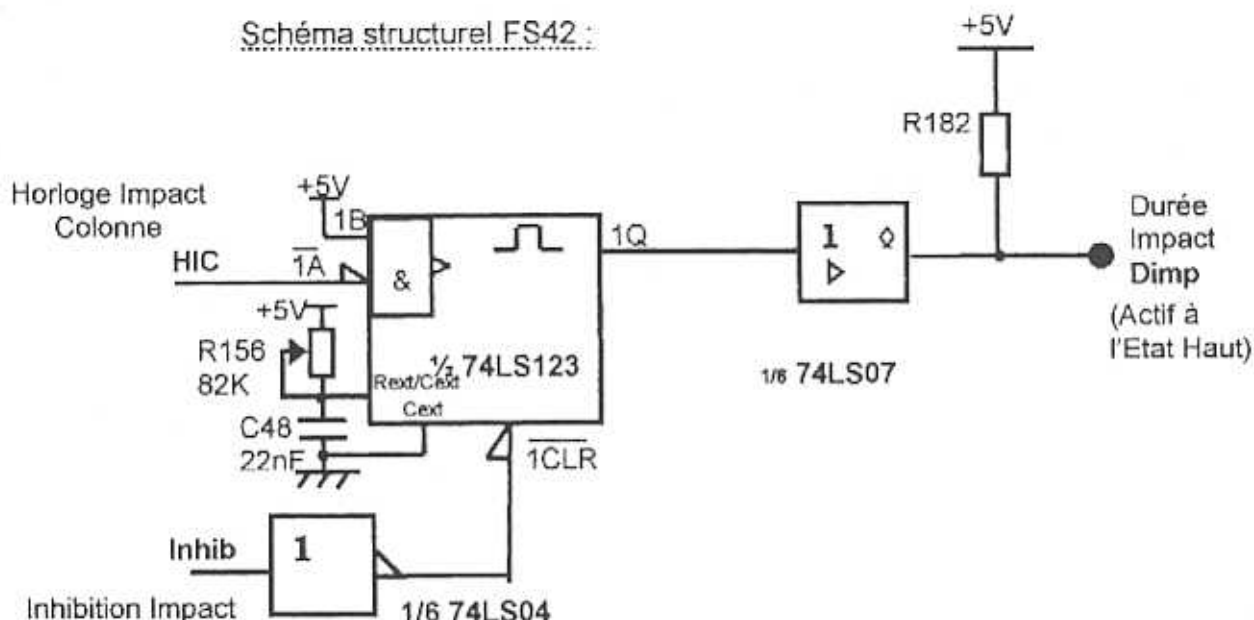 Schéma structurel FS42 :
+5V
R182
Horloge Impact
Colonne
+5V
1B
1Q
1
◊
Durée
Impact
Dimp
(Actif à
l'Etat Haut)
HIC
1A
&
+5V
R156
82K
½ 74LS123
1/6 74LS07
Rext/Cext
Cext
C48
22nF
1CLR
Inhib
1
Inhibition Impact
1/6 74LS04